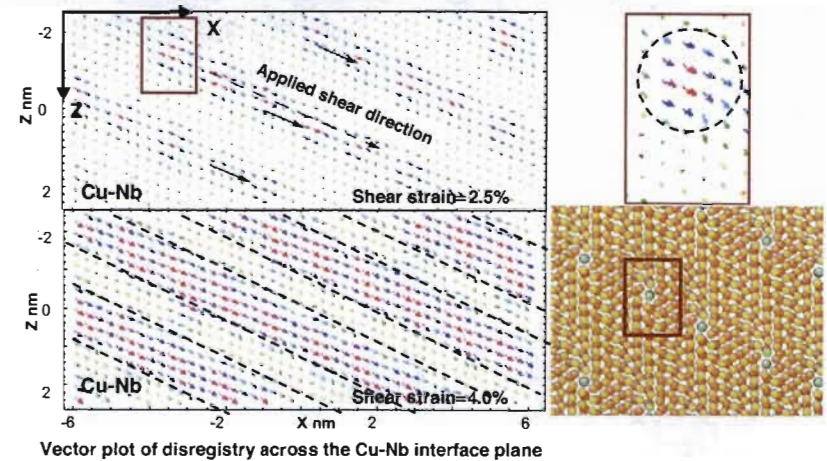 X
-2
Z nm
0
Z
2
Applied shear direction
Cu-Nb
Shear strain=2.5%
-2
Z nm
0
2
Cu-Nb
Shear strain=4.0%
-6
-2
X nm
2
6
Vector plot of disregistry across the Cu-Nb interface plane